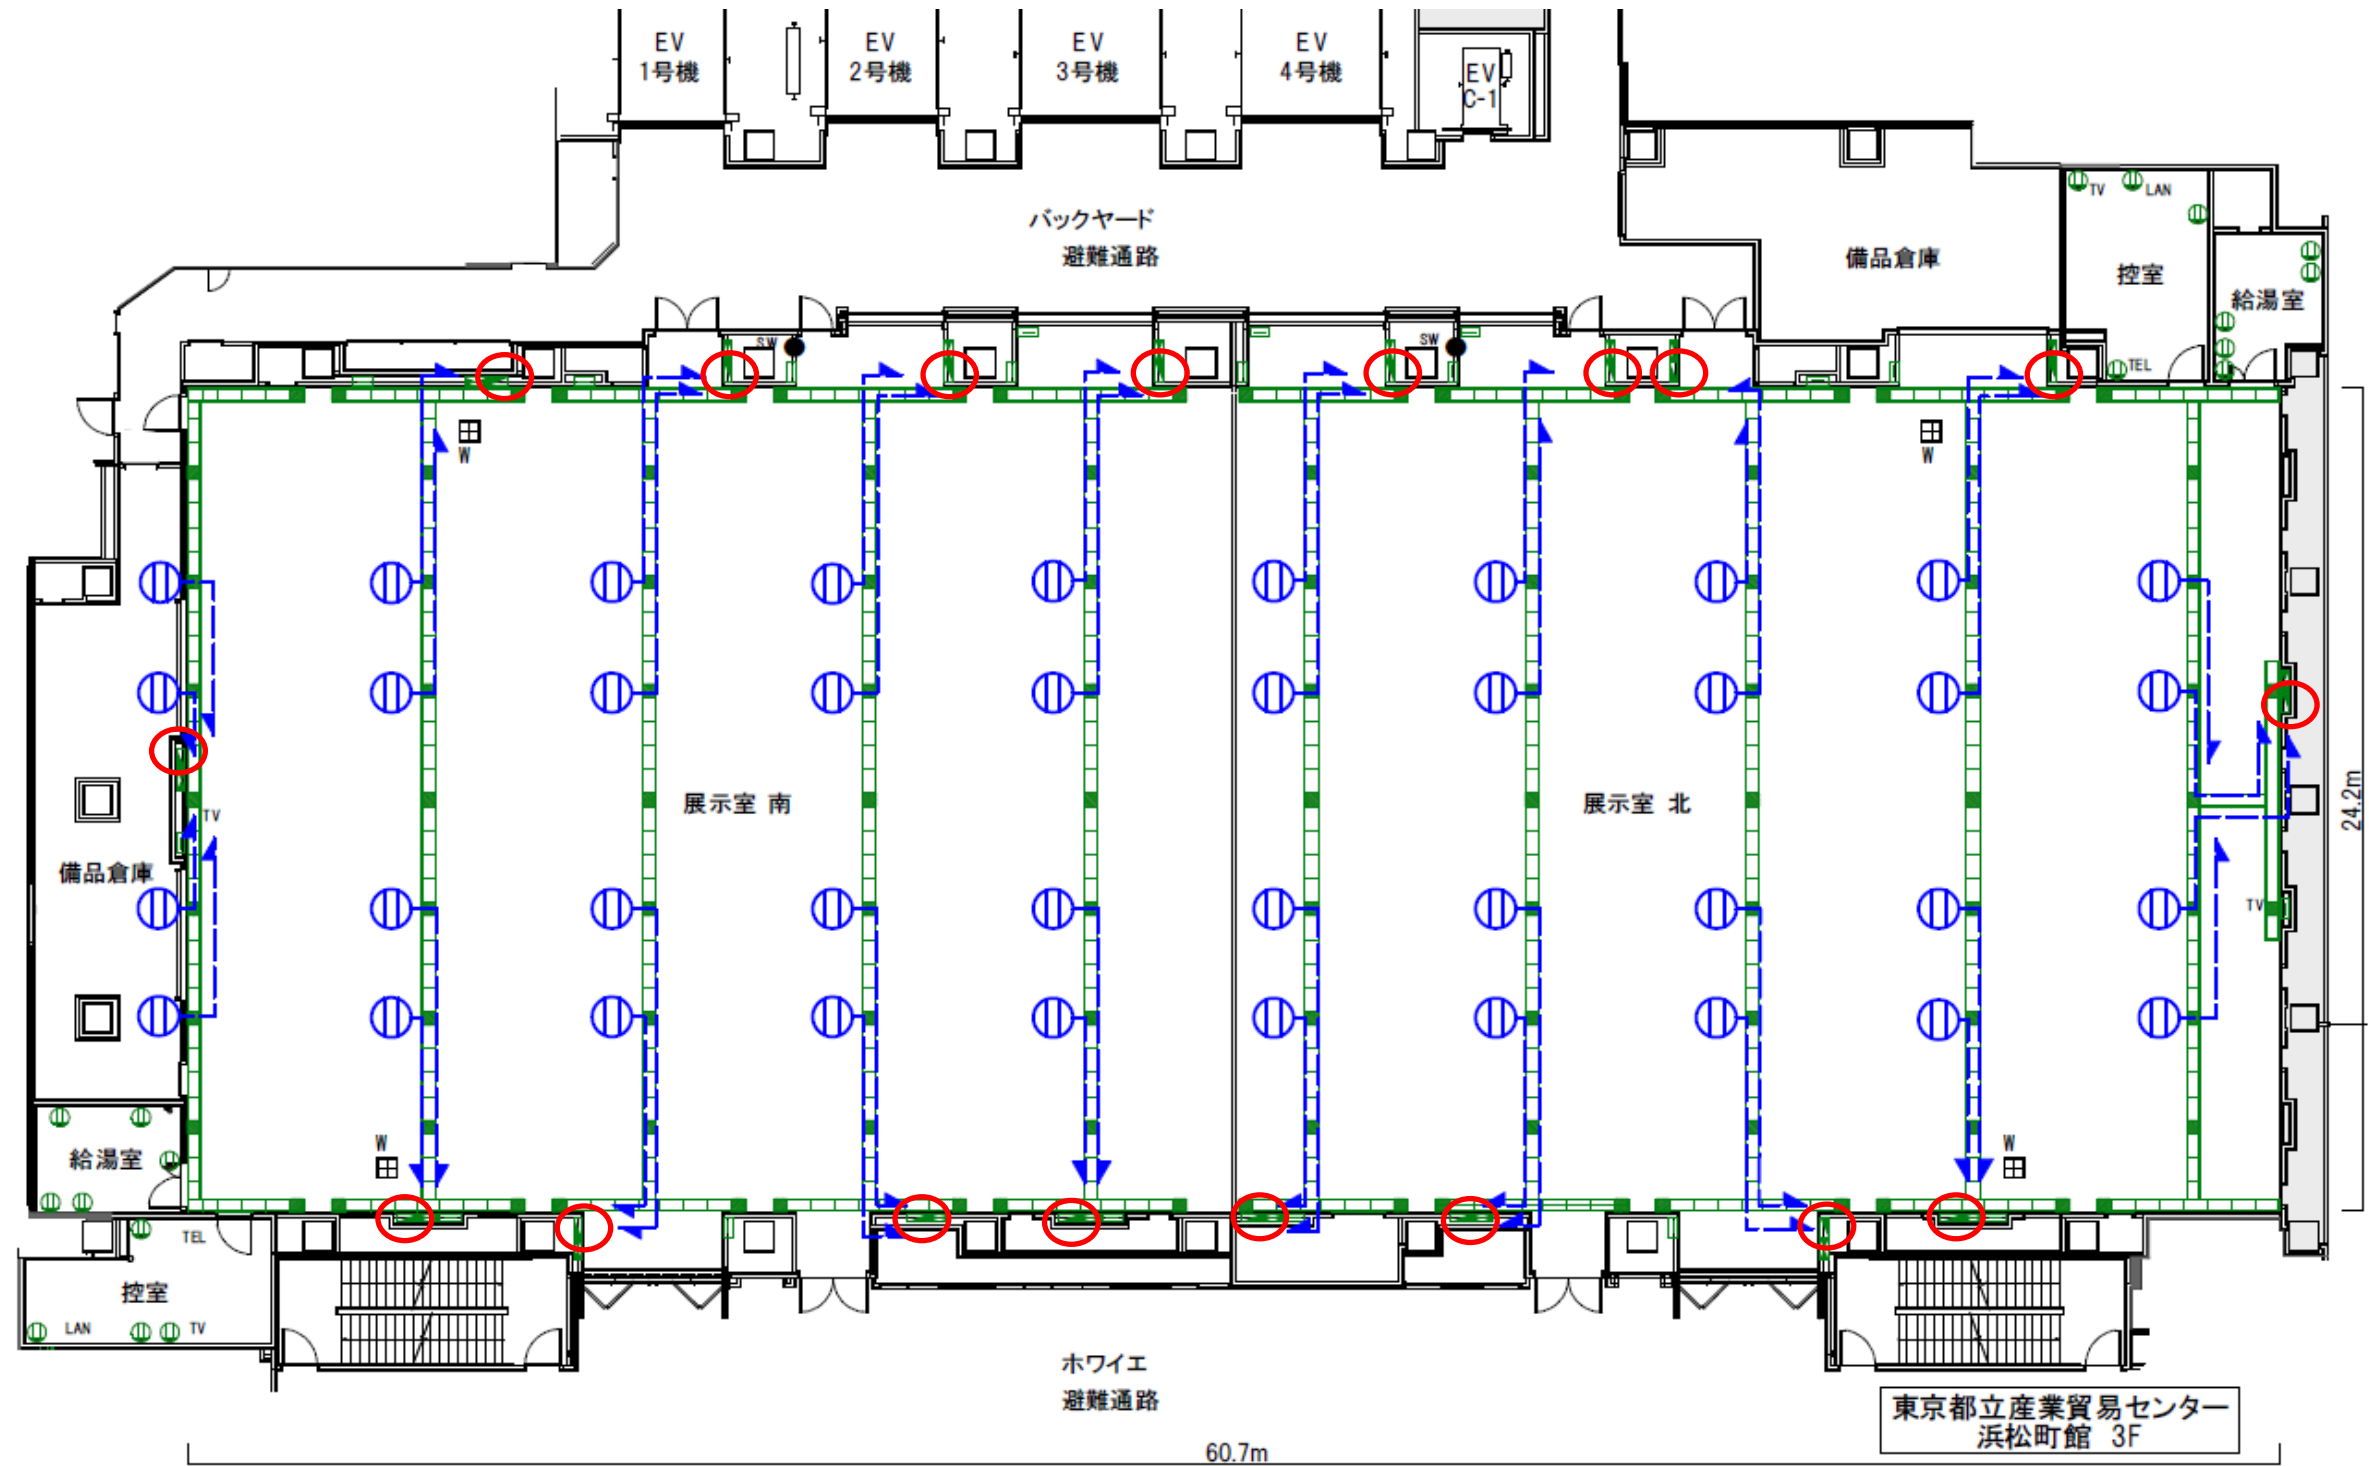 EV
1号機
EV
2号機
EV
3号機
EV
4号機
EV
C-1
バックヤード
避難通路
備品倉庫
TV
LAN
控室
給湯室
TEL
SW
SW
W
W
展示室 南
展示室 北
TV
備品倉庫
TV
24.2m
給湯室
W
W
TEL
控室
LAN
TV
ホワイエ
避難通路
東京都立産業貿易センター
浜松町館 3F
60.7m